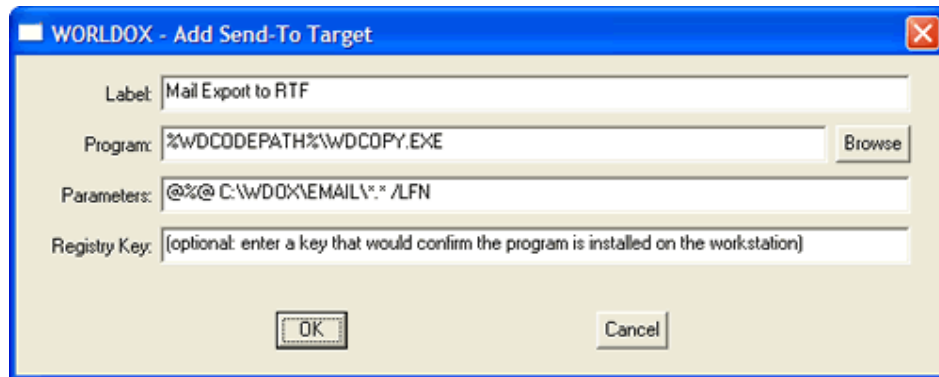 WORLDOX - Add Send-To Target
Label: Mail Export to RTF
Program: %WDCODEPATH%\WDCOPY.EXE Browse
Parameters: @%@ C:\WDOX\EMAIL\*.* /LFN
Registry Key: (optional: enter a key that would confirm the program is installed on the workstation)
OK Cancel